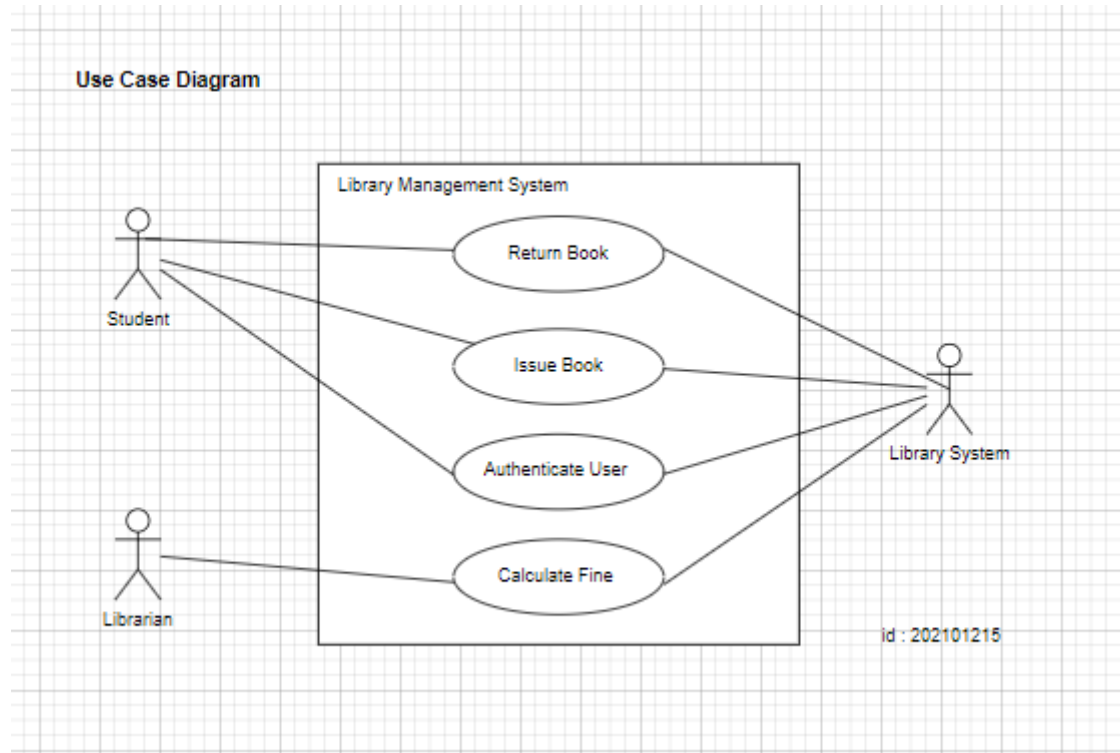 Use Case Diagram
Library Management System
Return Book
Student
Issue Book
Library System
Authenticate User
Calculate Fine
Librarian
id : 202101215